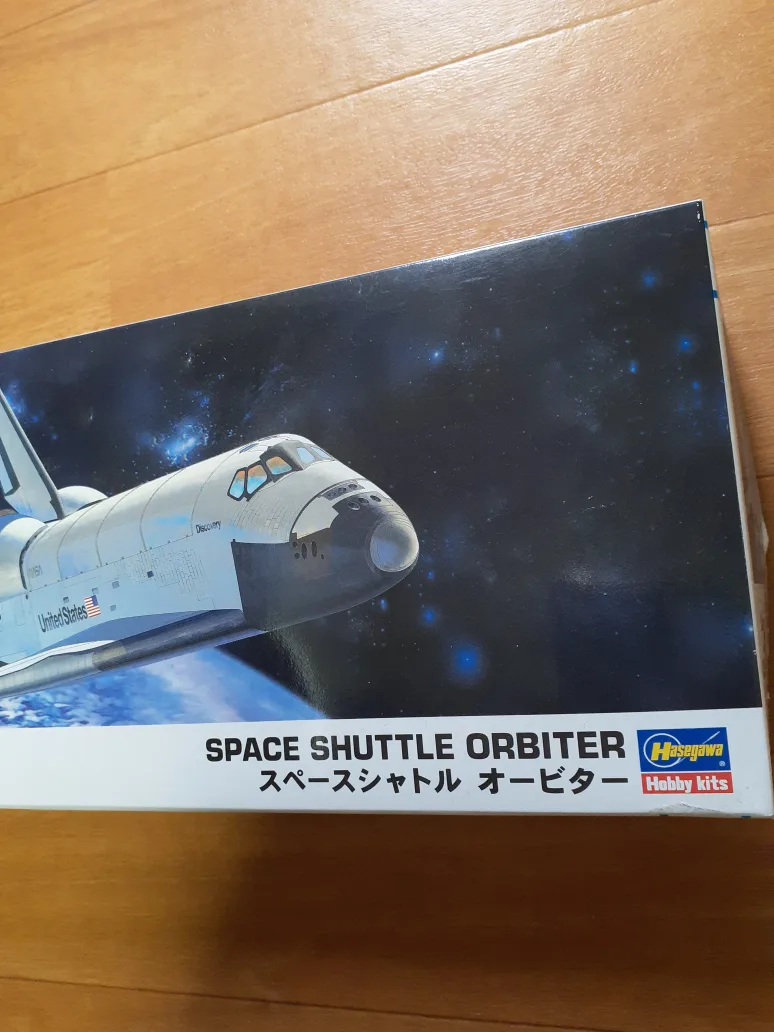 Discovery
United States
SPACE SHUTTLE ORBITER
スペースシャトル オービター
Hasegawa®
Hobby kits